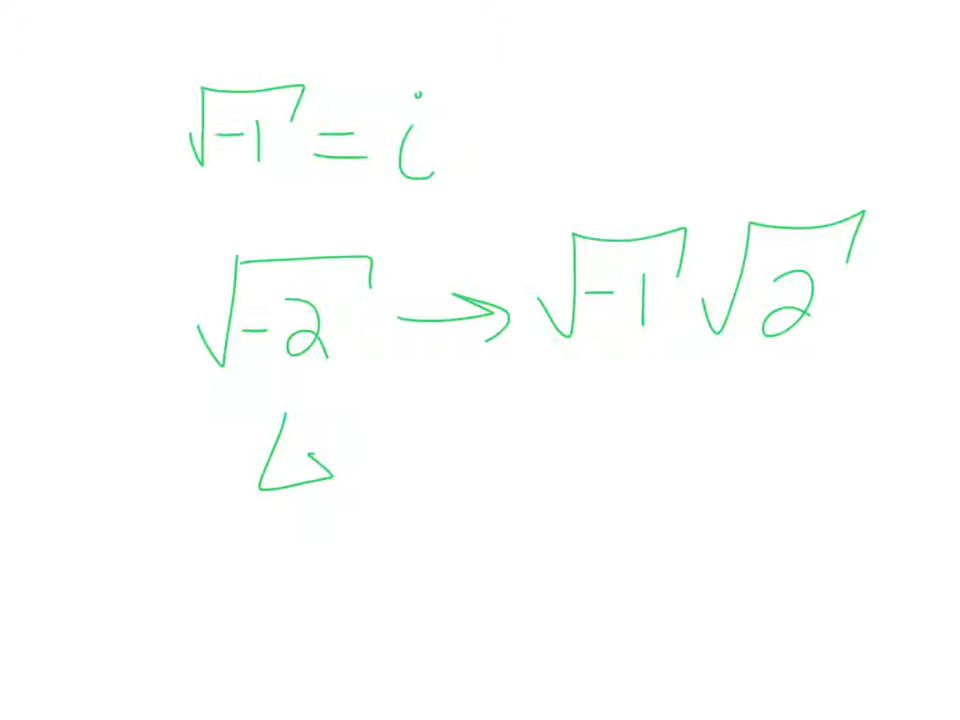 √-1 = i
√-2 → √-1 √2
↳